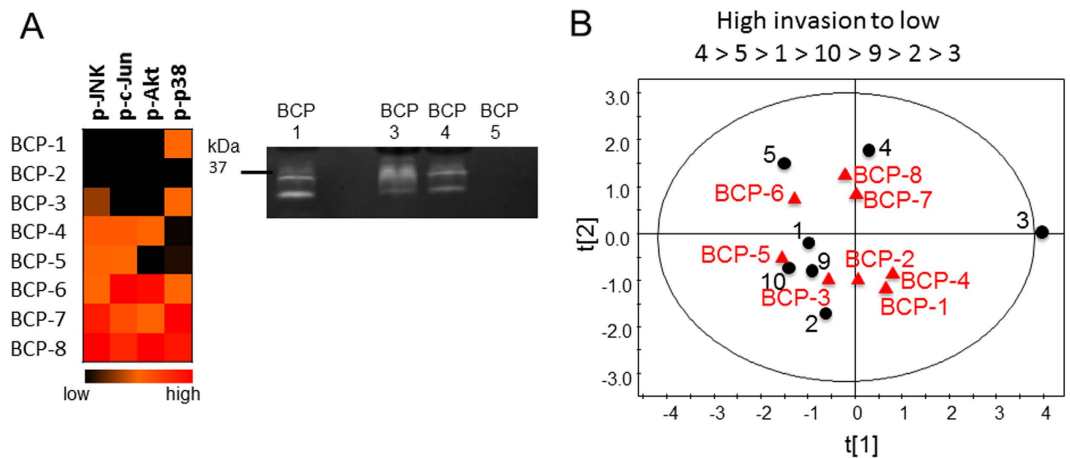 A
p-JNK
p-c-Jun
p-Akt
p-p38
BCP-1
BCP-2
BCP-3
BCP-4
BCP-5
BCP-6
BCP-7
BCP-8
low
high
kDa
37
BCP
1
BCP
3
BCP
4
BCP
5
B
High invasion to low
4 > 5 > 1 > 10 > 9 > 2 > 3
t[2]
3.0
2.0
1.0
0.0
-1.0
-2.0
-3.0
5
4
BCP-8
BCP-6
BCP-7
3
1
BCP-5
9
BCP-2
10
BCP-4
BCP-3
BCP-1
2
-4
-3
-2
-1
0
1
2
3
4
t[1]